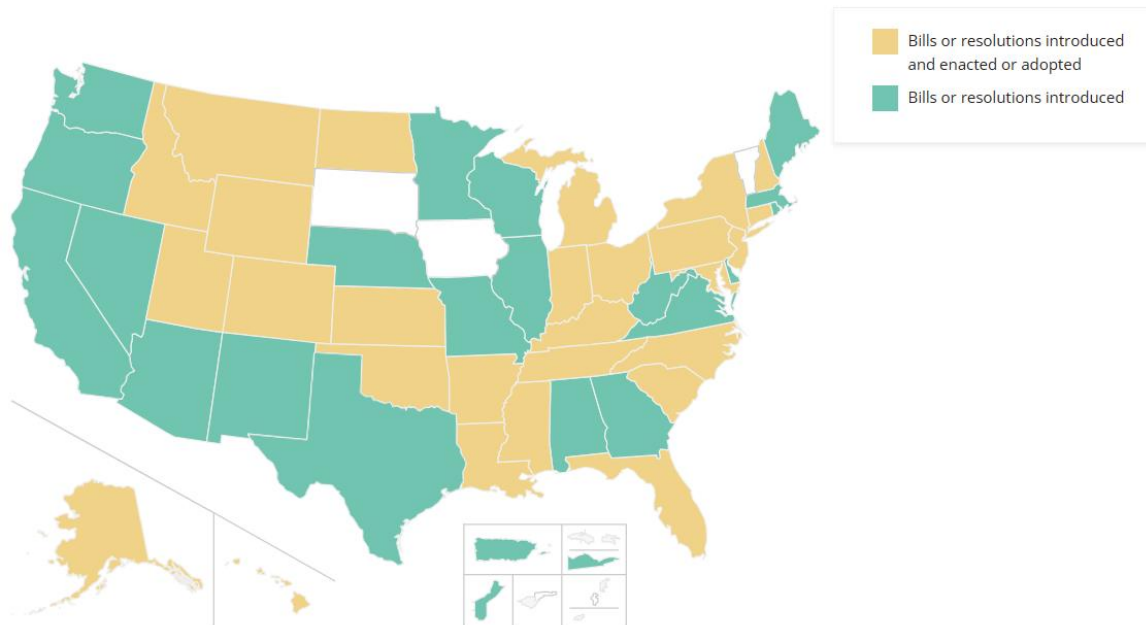 Bills or resolutions introduced
and enacted or adopted
Bills or resolutions introduced